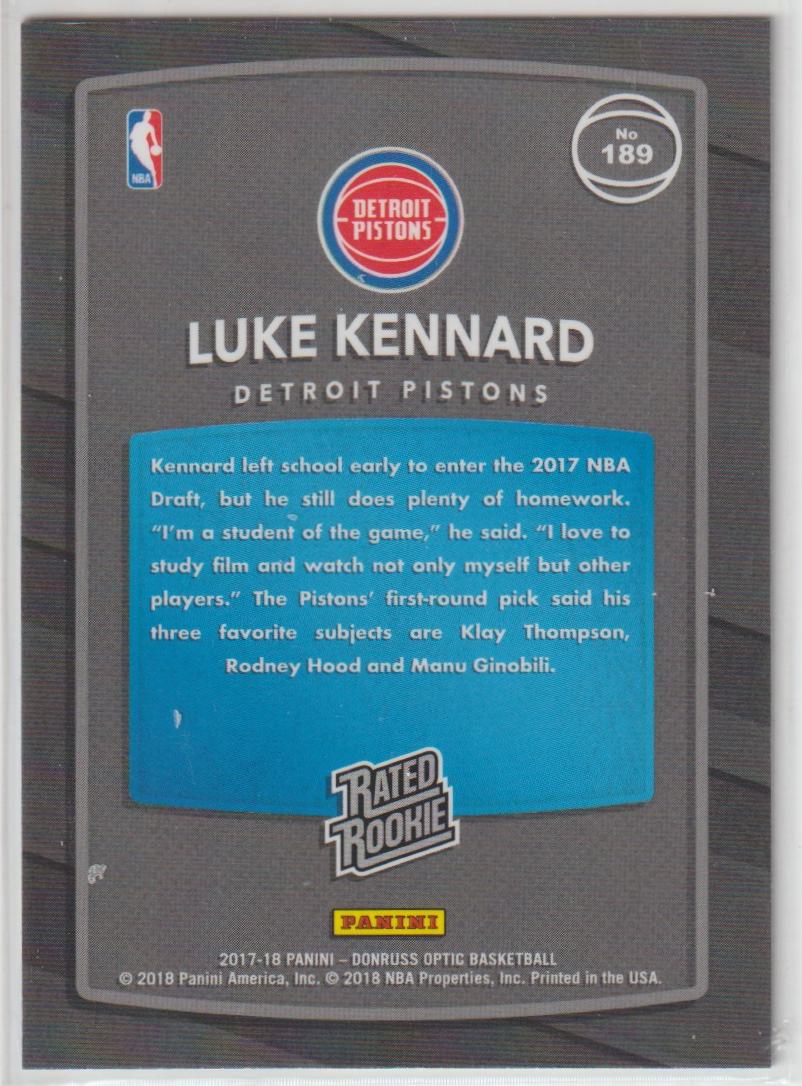 NBA
No
189
DETROIT
PISTONS
LUKE KENNARD
DETROIT PISTONS
Kennard left school early to enter the 2017 NBA
Draft, but he still does plenty of homework.
“I’m a student of the game,” he said. “I love to
study film and watch not only myself but other
players.” The Pistons’ first-round pick said his
three favorite subjects are Klay Thompson,
Rodney Hood and Manu Ginobili.
RATED
ROOKIE
PANINI
2017-18 PANINI – DONRUSS OPTIC BASKETBALL
© 2018 Panini America, Inc. © 2018 NBA Properties, Inc. Printed in the USA.